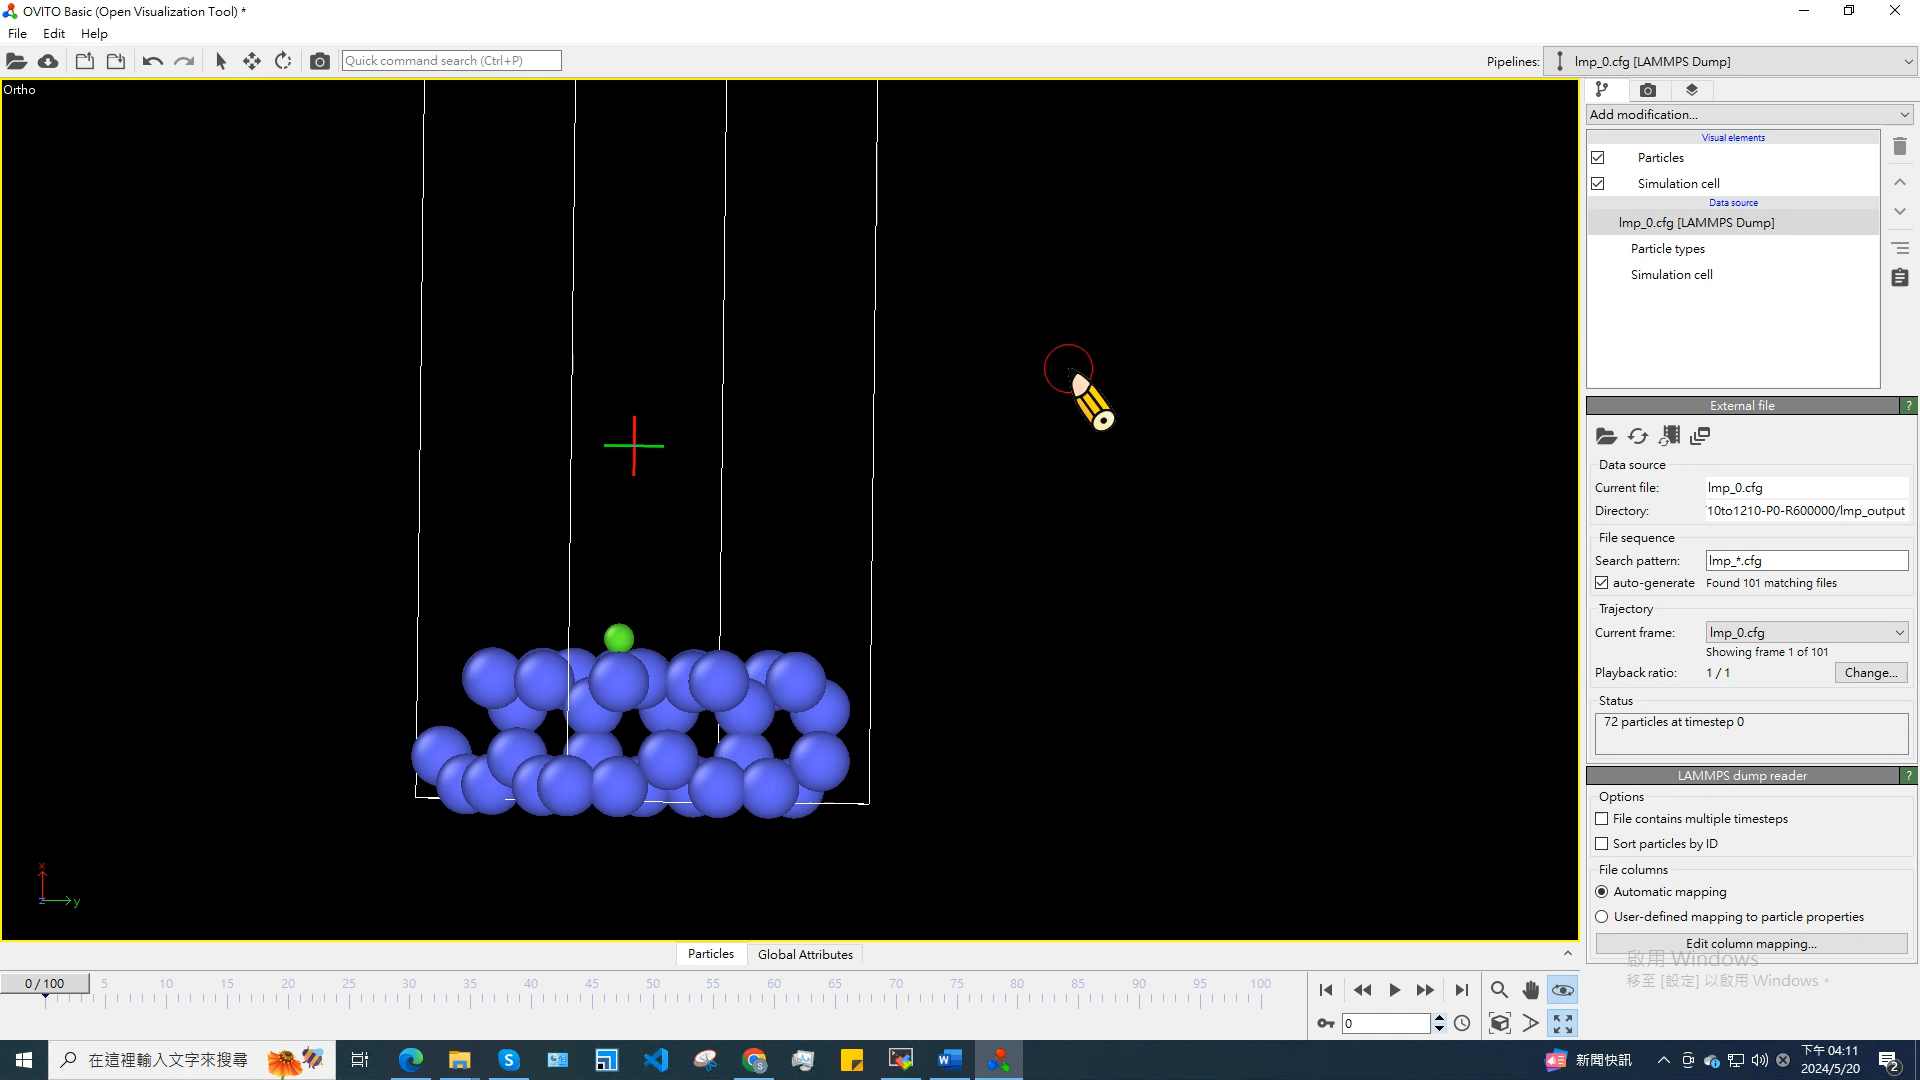 OVITO Basic (Open Visualization Tool) *
File Edit Help
Quick command search (Ctrl+P)
Pipelines: lmp_0.cfg [LAMMPS Dump]
Ortho
Add modification...
Visual elements
Particles
Simulation cell
Data source
lmp_0.cfg [LAMMPS Dump]
Particle types
Simulation cell
External file ?
Data source
Current file: lmp_0.cfg
Directory: '10to1210-P0-R600000/lmp_output
File sequence
Search pattern: lmp_*.cfg
auto-generate Found 101 matching files
Trajectory
Current frame: lmp_0.cfg
Showing frame 1 of 101
Playback ratio: 1 / 1 Change...
Status
72 particles at timestep 0
LAMMPS dump reader ?
Options
File contains multiple timesteps
Sort particles by ID
File columns
Automatic mapping
User-defined mapping to particle properties
Edit column mapping...
啟用 Windows
移至 [設定] 以啟用 Windows。
x
z y
Particles Global Attributes
0 / 100 5 10 15 20 25 30 35 40 45 50 55 60 65 70 75 80 85 90 95 100
0
在這裡輸入文字來搜尋
新聞快訊
下午 04:11
2024/5/20
2